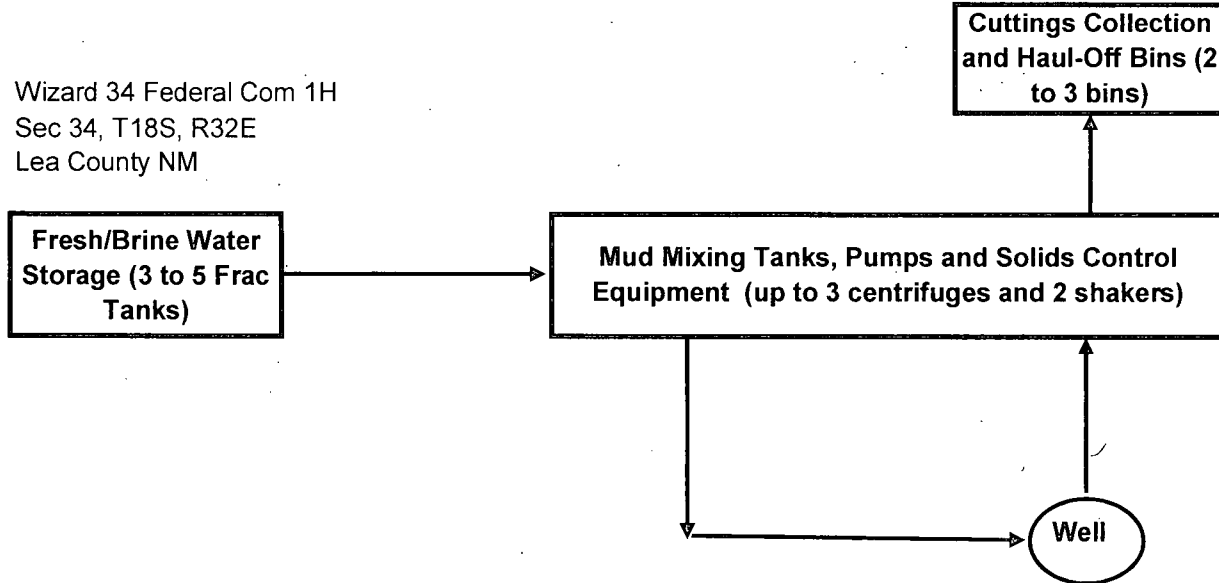 Cuttings Collection
and Haul-Off Bins (2
to 3 bins)
Wizard 34 Federal Com 1H
Sec 34, T18S, R32E
Lea County NM
Fresh/Brine Water
Storage (3 to 5 Frac
Tanks)
Mud Mixing Tanks, Pumps and Solids Control
Equipment (up to 3 centrifuges and 2 shakers)
Well